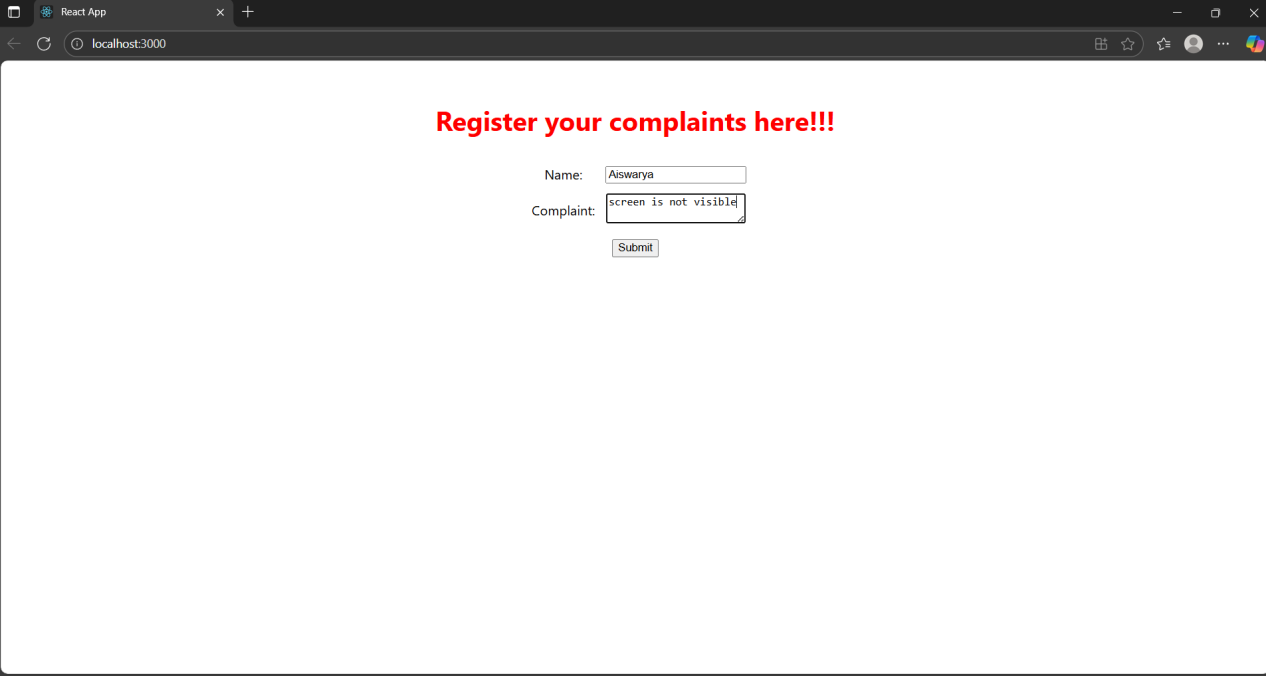 React App
localhost:3000
Register your complaints here!!!
Name: Aiswarya
Complaint: screen is not visible
Submit